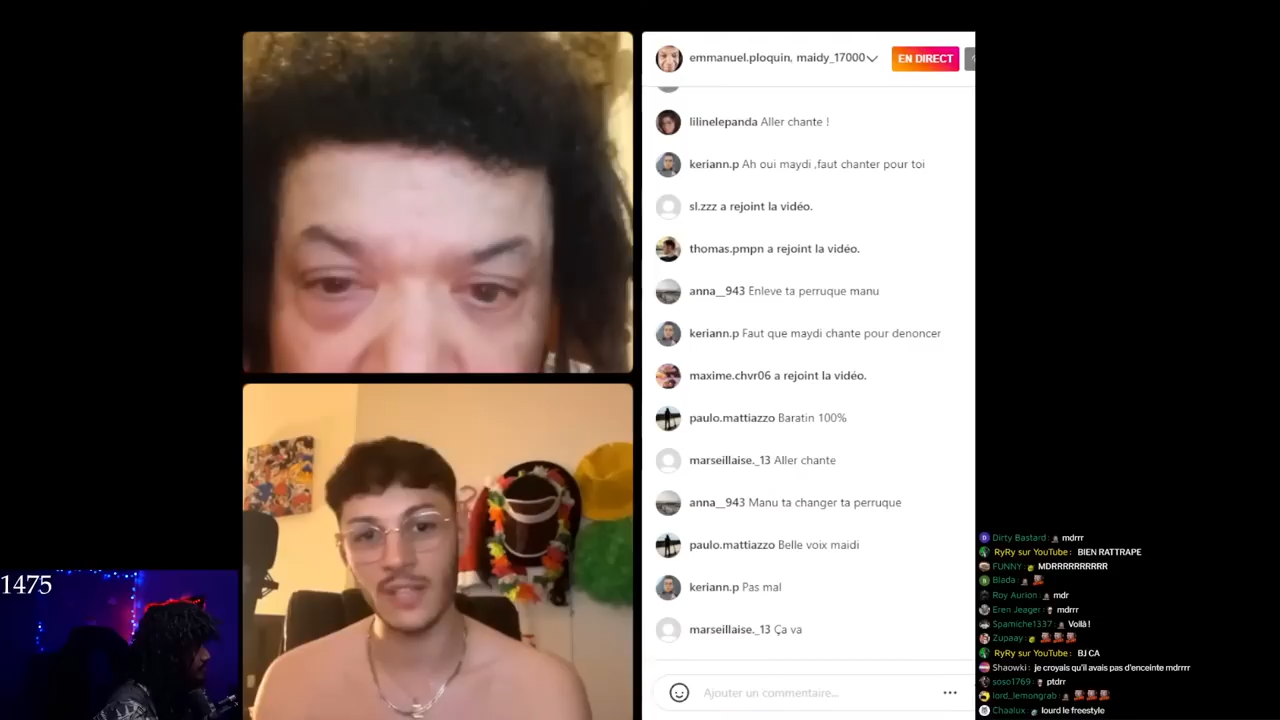 emmanuel.ploquin, maidy_17000
EN DIRECT
lilinelepanda Aller chante !
keriann.p Ah oui maydi ,faut chanter pour toi
sl.zzz a rejoint la vidéo.
thomas.pmpn a rejoint la vidéo.
anna__943 Enleve ta perruque manu
keriann.p Faut que maydi chante pour denoncer
maxime.chvr06 a rejoint la vidéo.
paulo.mattiazzo Baratin 100%
marseillaise._13 Aller chante
anna__943 Manu ta changer ta perruque
paulo.mattiazzo Belle voix maidi
keriann.p Pas mal
marseillaise._13 Ça va
Ajouter un commentaire...
1475
Dirty Bastard : mdrrr
RyRy sur YouTube : BIEN RATTRAPE
FUNNY : MDRRRRRRRRRR
Blada :
Roy Aurion : mdr
Eren Jeager : mdrrr
Spamiche1337 : Voilà !
Zupaay :
RyRy sur YouTube : BJ CA
Shaowki : je croyais qu'il avais pas d'enceinte mdrrrr
soso1769 : ptdrr
lord_lemongrab :
Chaalux : lourd le freestyle